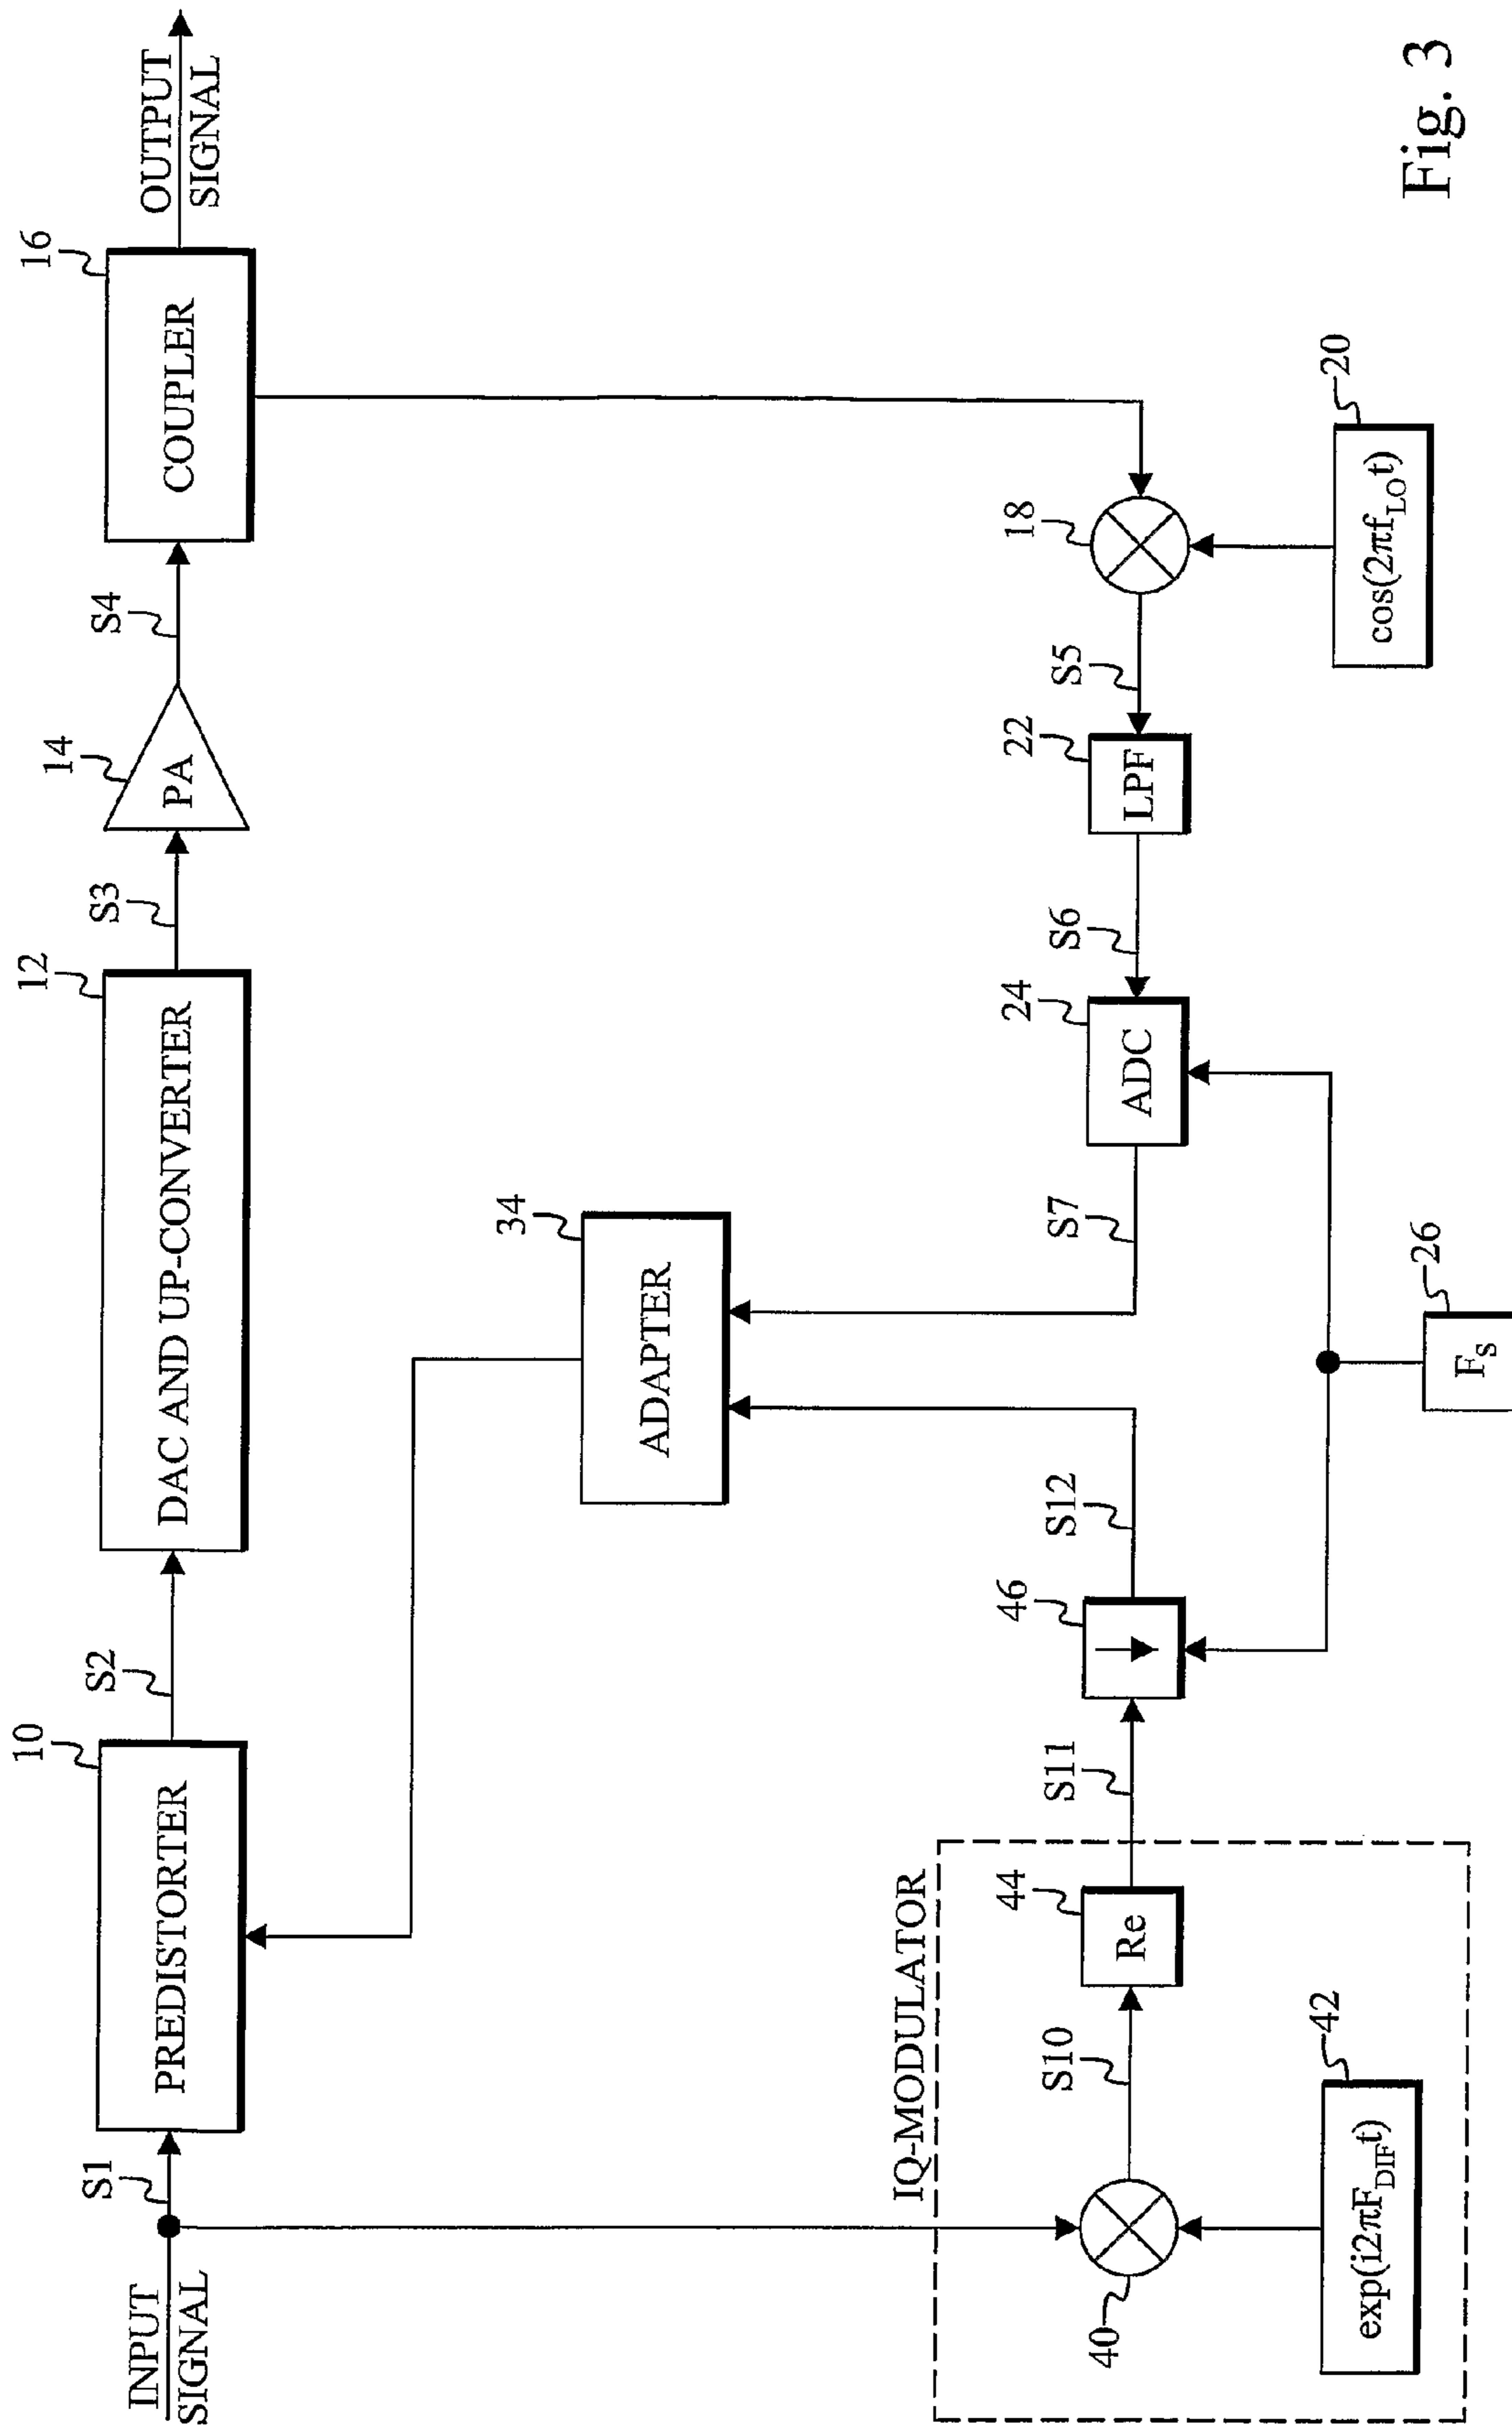 INPUT
SIGNAL
S1
10
PREDISTORTER
S2
12
DAC AND UP-CONVERTER
S3
14
PA
S4
16
COUPLER
OUTPUT
SIGNAL
34
ADAPTER
IQ-MODULATOR
40
S10
44
Re
S11
46
S12
S7
24
ADC
S6
22
LPF
S5
18
exp(i2πF_DIF t)
42
F_S
26
cos(2πf_LO t)
20
Fig. 3